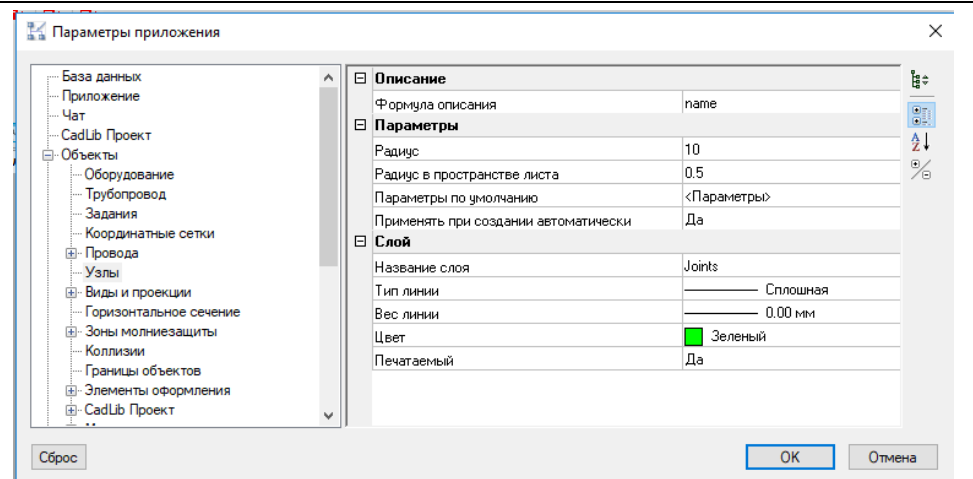 Параметры приложения
База данных
Приложение
Чат
CadLib Проект
Объекты
Оборудование
Трубопровод
Задания
Координатные сетки
Провода
Узлы
Виды и проекции
Горизонтальное сечение
Зоны молниезащиты
Коллизии
Границы объектов
Элементы оформления
CadLib Проект
Описание
Формула описания name
Параметры
Радиус 10
Радиус в пространстве листа 0.5
Параметры по умолчанию <Параметры>
Применять при создании автоматически Да
Слой
Название слоя Joints
Тип линии Сплошная
Вес линии 0.00 мм
Цвет Зеленый
Печатаемый Да
A
Z
Сброс OK Отмена